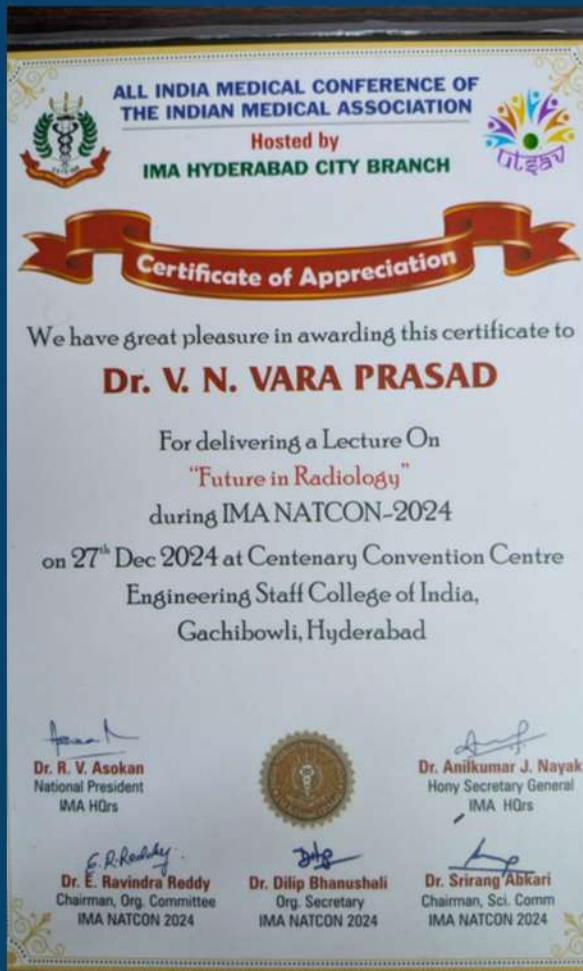 ALL INDIA MEDICAL CONFERENCE OF
THE INDIAN MEDICAL ASSOCIATION
Hosted by
IMA HYDERABAD CITY BRANCH
utsav
Certificate of Appreciation
We have great pleasure in awarding this certificate to
Dr. V. N. VARA PRASAD
For delivering a Lecture On
"Future in Radiology"
during IMA NATCON-2024
on 27th Dec 2024 at Centenary Convention Centre
Engineering Staff College of India,
Gachibowli, Hyderabad
Dr. R. V. Asokan
National President
IMA HQrs
Dr. Anilkumar J. Nayak
Hony Secretary General
IMA HQrs
E.R.Reddy
Dr. E. Ravindra Reddy
Chairman, Org. Committee
IMA NATCON 2024
Dr. Dilip Bhanushali
Org. Secretary
IMA NATCON 2024
Dr. Srirang Abkari
Chairman, Sci. Comm
IMA NATCON 2024